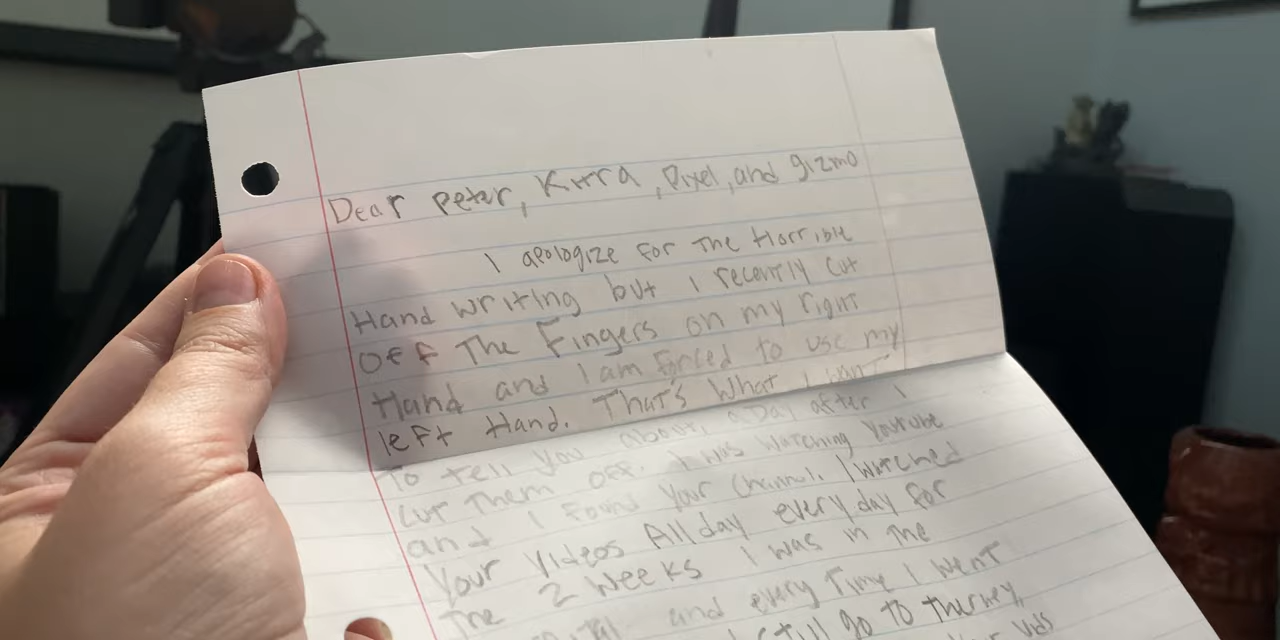 Dear Peter, Kitra, Pixel, and gizmo
I apologize for The Horrible
Hand writing but I recently cut
off The Fingers on my right
Hand and I am forced to use my
left Hand. That's What I want
To tell you about, a Day after I
cut Them off. I was watching Youtube
and I found your channel. I watched
Your Videos All day every day for
The 2 weeks I was in the
and every Time I went
I still go to
Your Vids